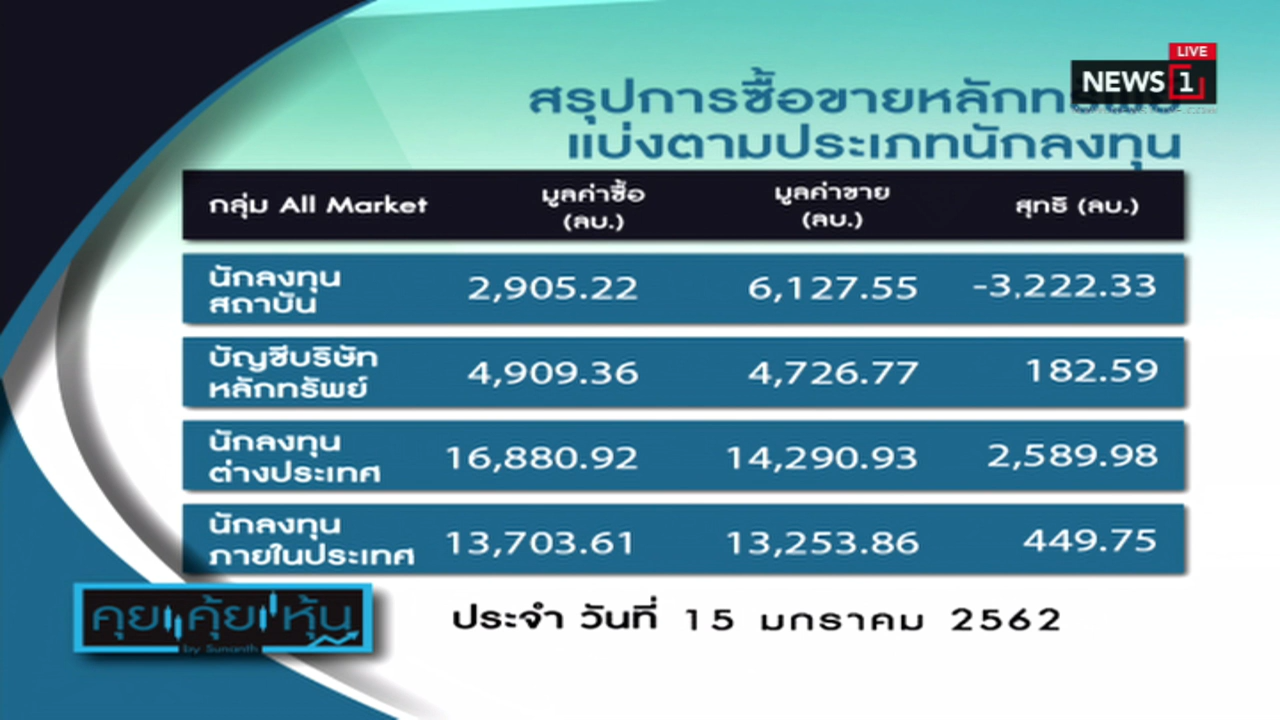 LIVE
NEWS 1
สรุปการซื้อขายหลักทรัพย์
แบ่งตามประเภทนักลงทุน
กลุ่ม All Market มูลค่าซื้อ (ลบ.) มูลค่าขาย (ลบ.) สุทธิ (ลบ.)
นักลงทุน
สถาบัน 2,905.22 6,127.55 -3,222.33
บัญชีบริษัท
หลักทรัพย์ 4,909.36 4,726.77 182.59
นักลงทุน
ต่างประเทศ 16,880.92 14,290.93 2,589.98
นักลงทุน
ภายในประเทศ 13,703.61 13,253.86 449.75
คุยคุ้ยหุ้น
by Sunanth
ประจำ วันที่ 15 มกราคม 2562